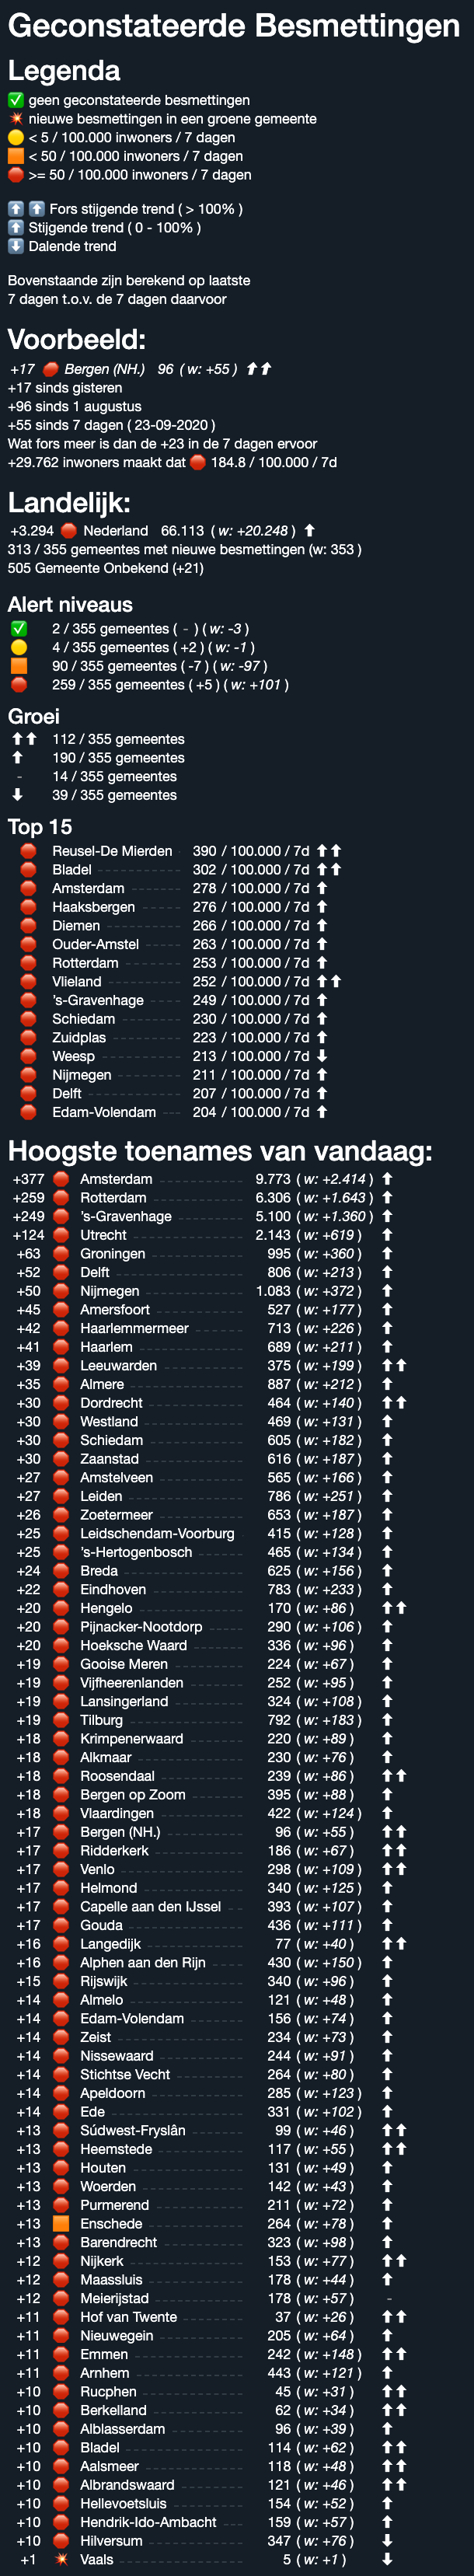 Geconstateerde Besmettingen
Legenda
✅ geen geconstateerde besmettingen
💥 nieuwe besmettingen in een groene gemeente
🟡 < 5 / 100.000 inwoners / 7 dagen
🟧 < 50 / 100.000 inwoners / 7 dagen
🛑 >= 50 / 100.000 inwoners / 7 dagen
⬆️ ⬆️ Fors stijgende trend ( > 100% )
⬆️ Stijgende trend ( 0 - 100% )
⬇️ Dalende trend
Bovenstaande zijn berekend op laatste
7 dagen t.o.v. de 7 dagen daarvoor
Voorbeeld:
+17 🛑 Bergen (NH.) 96 ( w: +55 ) ⬆⬆
+17 sinds gisteren
+96 sinds 1 augustus
+55 sinds 7 dagen ( 23-09-2020 )
Wat fors meer is dan de +23 in de 7 dagen ervoor
+29.762 inwoners maakt dat 🛑 184.8 / 100.000 / 7d
Landelijk:
+3.294 🛑 Nederland 66.113 ( w: +20.248 ) ⬆
313 / 355 gemeentes met nieuwe besmettingen (w: 353 )
505 Gemeente Onbekend (+21)
Alert niveaus
✅ 2 / 355 gemeentes ( - ) ( w: -3 )
🟡 4 / 355 gemeentes ( +2 ) ( w: -1 )
🟧 90 / 355 gemeentes ( -7 ) ( w: -97 )
🛑 259 / 355 gemeentes ( +5 ) ( w: +101 )
Groei
⬆⬆ 112 / 355 gemeentes
⬆ 190 / 355 gemeentes
- 14 / 355 gemeentes
⬇ 39 / 355 gemeentes
Top 15
🛑 Reusel-De Mierden 390 / 100.000 / 7d ⬆⬆
🛑 Bladel 302 / 100.000 / 7d ⬆⬆
🛑 Amsterdam 278 / 100.000 / 7d ⬆
🛑 Haaksbergen 276 / 100.000 / 7d ⬆
🛑 Diemen 266 / 100.000 / 7d ⬆
🛑 Ouder-Amstel 263 / 100.000 / 7d ⬆
🛑 Rotterdam 253 / 100.000 / 7d ⬆
🛑 Vlieland 252 / 100.000 / 7d ⬆⬆
🛑 's-Gravenhage 249 / 100.000 / 7d ⬆
🛑 Schiedam 230 / 100.000 / 7d ⬆
🛑 Zuidplas 223 / 100.000 / 7d ⬆
🛑 Weesp 213 / 100.000 / 7d ⬇
🛑 Nijmegen 211 / 100.000 / 7d ⬆
🛑 Delft 207 / 100.000 / 7d ⬆
🛑 Edam-Volendam 204 / 100.000 / 7d ⬆
Hoogste toenames van vandaag:
+377 🛑 Amsterdam 9.773 ( w: +2.414 ) ⬆
+259 🛑 Rotterdam 6.306 ( w: +1.643 ) ⬆
+249 🛑 's-Gravenhage 5.100 ( w: +1.360 ) ⬆
+124 🛑 Utrecht 2.143 ( w: +619 ) ⬆
+63 🛑 Groningen 995 ( w: +360 ) ⬆
+52 🛑 Delft 806 ( w: +213 ) ⬆
+50 🛑 Nijmegen 1.083 ( w: +372 ) ⬆
+45 🛑 Amersfoort 527 ( w: +177 ) ⬆
+42 🛑 Haarlemmermeer 713 ( w: +226 ) ⬆
+41 🛑 Haarlem 689 ( w: +211 ) ⬆
+39 🛑 Leeuwarden 375 ( w: +199 ) ⬆⬆
+35 🛑 Almere 887 ( w: +212 ) ⬆
+30 🛑 Dordrecht 464 ( w: +140 ) ⬆⬆
+30 🛑 Westland 469 ( w: +131 ) ⬆
+30 🛑 Schiedam 605 ( w: +182 ) ⬆
+30 🛑 Zaanstad 616 ( w: +187 ) ⬆
+27 🛑 Amstelveen 565 ( w: +166 ) ⬆
+27 🛑 Leiden 786 ( w: +251 ) ⬆
+26 🛑 Zoetermeer 653 ( w: +187 ) ⬆
+25 🛑 Leidschendam-Voorburg 415 ( w: +128 ) ⬆
+25 🛑 's-Hertogenbosch 465 ( w: +134 ) ⬆
+24 🛑 Breda 625 ( w: +156 ) ⬆
+22 🛑 Eindhoven 783 ( w: +233 ) ⬆
+20 🛑 Hengelo 170 ( w: +86 ) ⬆⬆
+20 🛑 Pijnacker-Nootdorp 290 ( w: +106 ) ⬆
+20 🛑 Hoeksche Waard 336 ( w: +96 ) ⬆
+19 🛑 Gooise Meren 224 ( w: +67 ) ⬆
+19 🛑 Vijfheerenlanden 252 ( w: +95 ) ⬆
+19 🛑 Lansingerland 324 ( w: +108 ) ⬆
+19 🛑 Tilburg 792 ( w: +183 ) ⬆
+18 🛑 Krimpenerwaard 220 ( w: +89 ) ⬆
+18 🛑 Alkmaar 230 ( w: +76 ) ⬆
+18 🛑 Roosendaal 239 ( w: +86 ) ⬆⬆
+18 🛑 Bergen op Zoom 395 ( w: +88 ) ⬆
+18 🛑 Vlaardingen 422 ( w: +124 ) ⬆
+17 🛑 Bergen (NH.) 96 ( w: +55 ) ⬆⬆
+17 🛑 Ridderkerk 186 ( w: +67 ) ⬆⬆
+17 🛑 Venlo 298 ( w: +109 ) ⬆⬆
+17 🛑 Helmond 340 ( w: +125 ) ⬆
+17 🛑 Capelle aan den IJssel 393 ( w: +107 ) ⬆
+17 🛑 Gouda 436 ( w: +111 ) ⬆
+16 🛑 Langedijk 77 ( w: +40 ) ⬆⬆
+16 🛑 Alphen aan den Rijn 430 ( w: +150 ) ⬆
+15 🛑 Rijswijk 340 ( w: +96 ) ⬆
+14 🛑 Almelo 121 ( w: +48 ) ⬆
+14 🛑 Edam-Volendam 156 ( w: +74 ) ⬆
+14 🛑 Zeist 234 ( w: +73 ) ⬆
+14 🛑 Nissewaard 244 ( w: +91 ) ⬆
+14 🛑 Stichtse Vecht 264 ( w: +80 ) ⬆
+14 🛑 Apeldoorn 285 ( w: +123 ) ⬆
+14 🛑 Ede 331 ( w: +102 ) ⬆
+13 🛑 Súdwest-Fryslân 99 ( w: +46 ) ⬆⬆
+13 🛑 Heemstede 117 ( w: +55 ) ⬆⬆
+13 🛑 Houten 131 ( w: +49 ) ⬆
+13 🛑 Woerden 142 ( w: +43 ) ⬆
+13 🛑 Purmerend 211 ( w: +72 ) ⬆
+13 🟧 Enschede 264 ( w: +78 ) ⬆
+13 🛑 Barendrecht 323 ( w: +98 ) ⬆
+12 🛑 Nijkerk 153 ( w: +77 ) ⬆⬆
+12 🛑 Maassluis 178 ( w: +44 ) ⬆
+12 🛑 Meierijstad 178 ( w: +57 ) -
+11 🛑 Hof van Twente 37 ( w: +26 ) ⬆⬆
+11 🛑 Nieuwegein 205 ( w: +64 ) ⬆
+11 🛑 Emmen 242 ( w: +148 ) ⬆⬆
+11 🛑 Arnhem 443 ( w: +121 ) ⬆
+10 🛑 Rucphen 45 ( w: +31 ) ⬆⬆
+10 🛑 Berkelland 62 ( w: +34 ) ⬆⬆
+10 🛑 Alblasserdam 96 ( w: +39 ) ⬆
+10 🛑 Bladel 114 ( w: +62 ) ⬆⬆
+10 🛑 Aalsmeer 118 ( w: +48 ) ⬆⬆
+10 🛑 Albrandswaard 121 ( w: +46 ) ⬆⬆
+10 🛑 Hellevoetsluis 154 ( w: +52 ) ⬆
+10 🛑 Hendrik-Ido-Ambacht 159 ( w: +57 ) ⬆
+10 🛑 Hilversum 347 ( w: +76 ) ⬇
+1 💥 Vaals 5 ( w: +1 ) ⬇